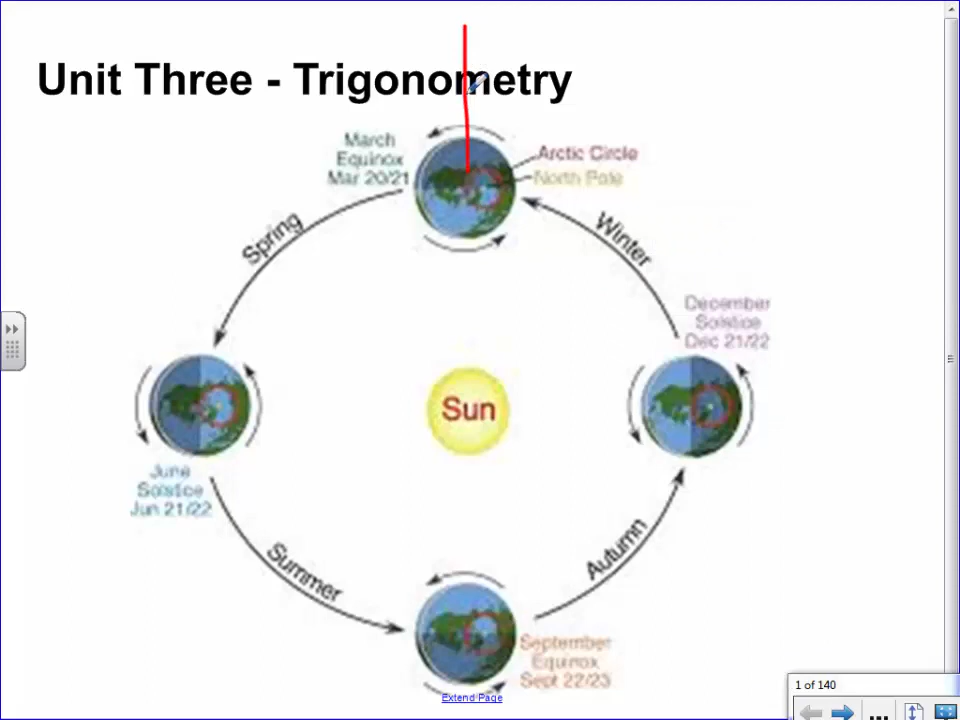 Unit Three - Trigonometry
March
Equinox
Mar 20/21
Arctic Circle
North Pole
Spring
Winter
December
Solstice
Dec 21/22
Sun
June
Solstice
Jun 21/22
Summer
Autumn
September
Equinox
Sept 22/23
Extend Page
1 of 140